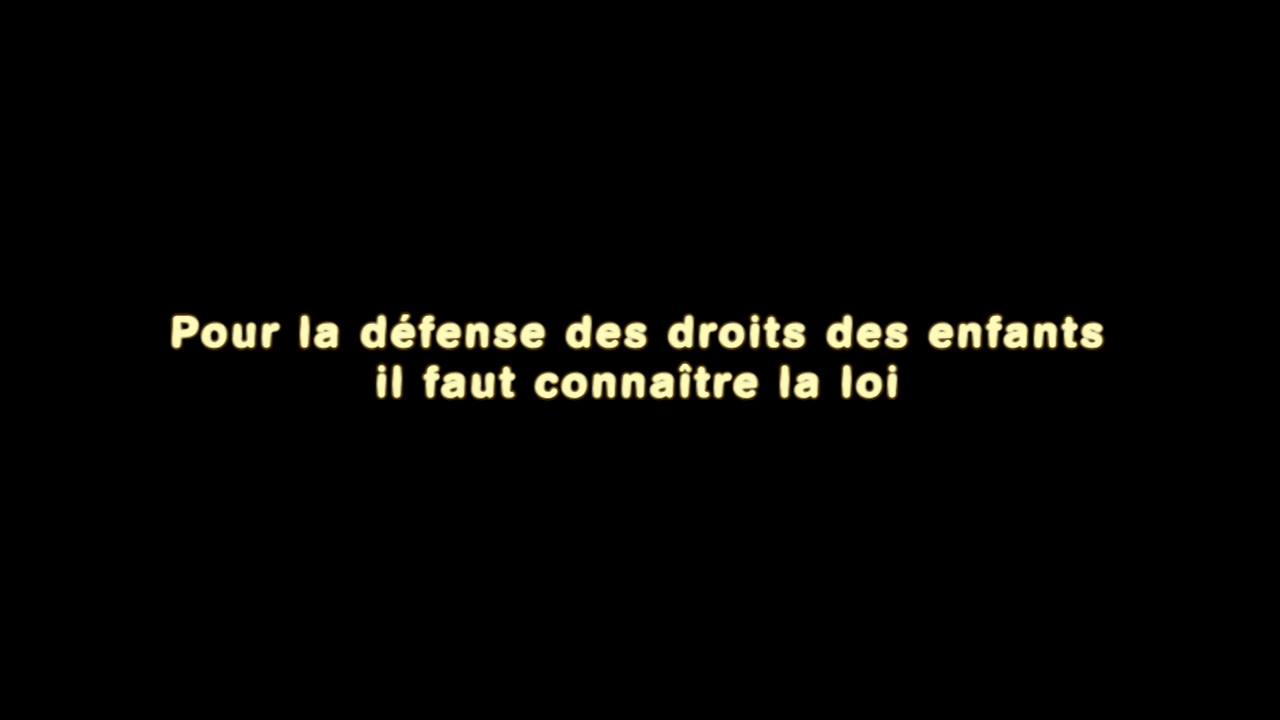 Pour la défense des droits des enfants
il faut connaître la loi